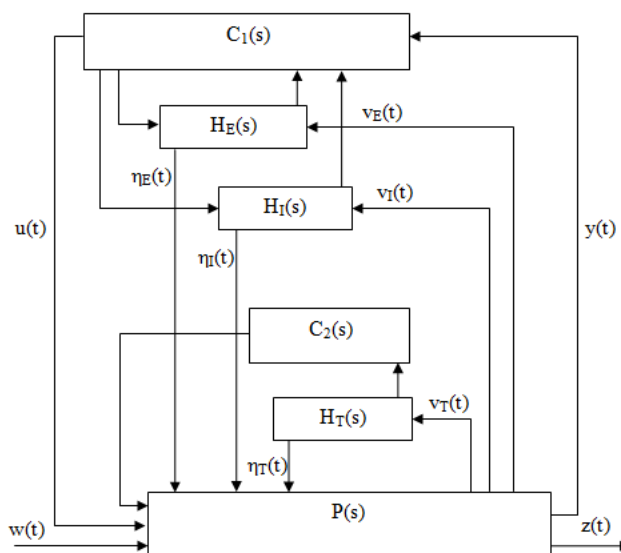 C₁(s)
v_E(t)
H_E(s)
η_E(t)
v_I(t)
H_I(s)
u(t)
y(t)
η_I(t)
C₂(s)
v_T(t)
H_T(s)
η_T(t)
w(t)
P(s)
z(t)